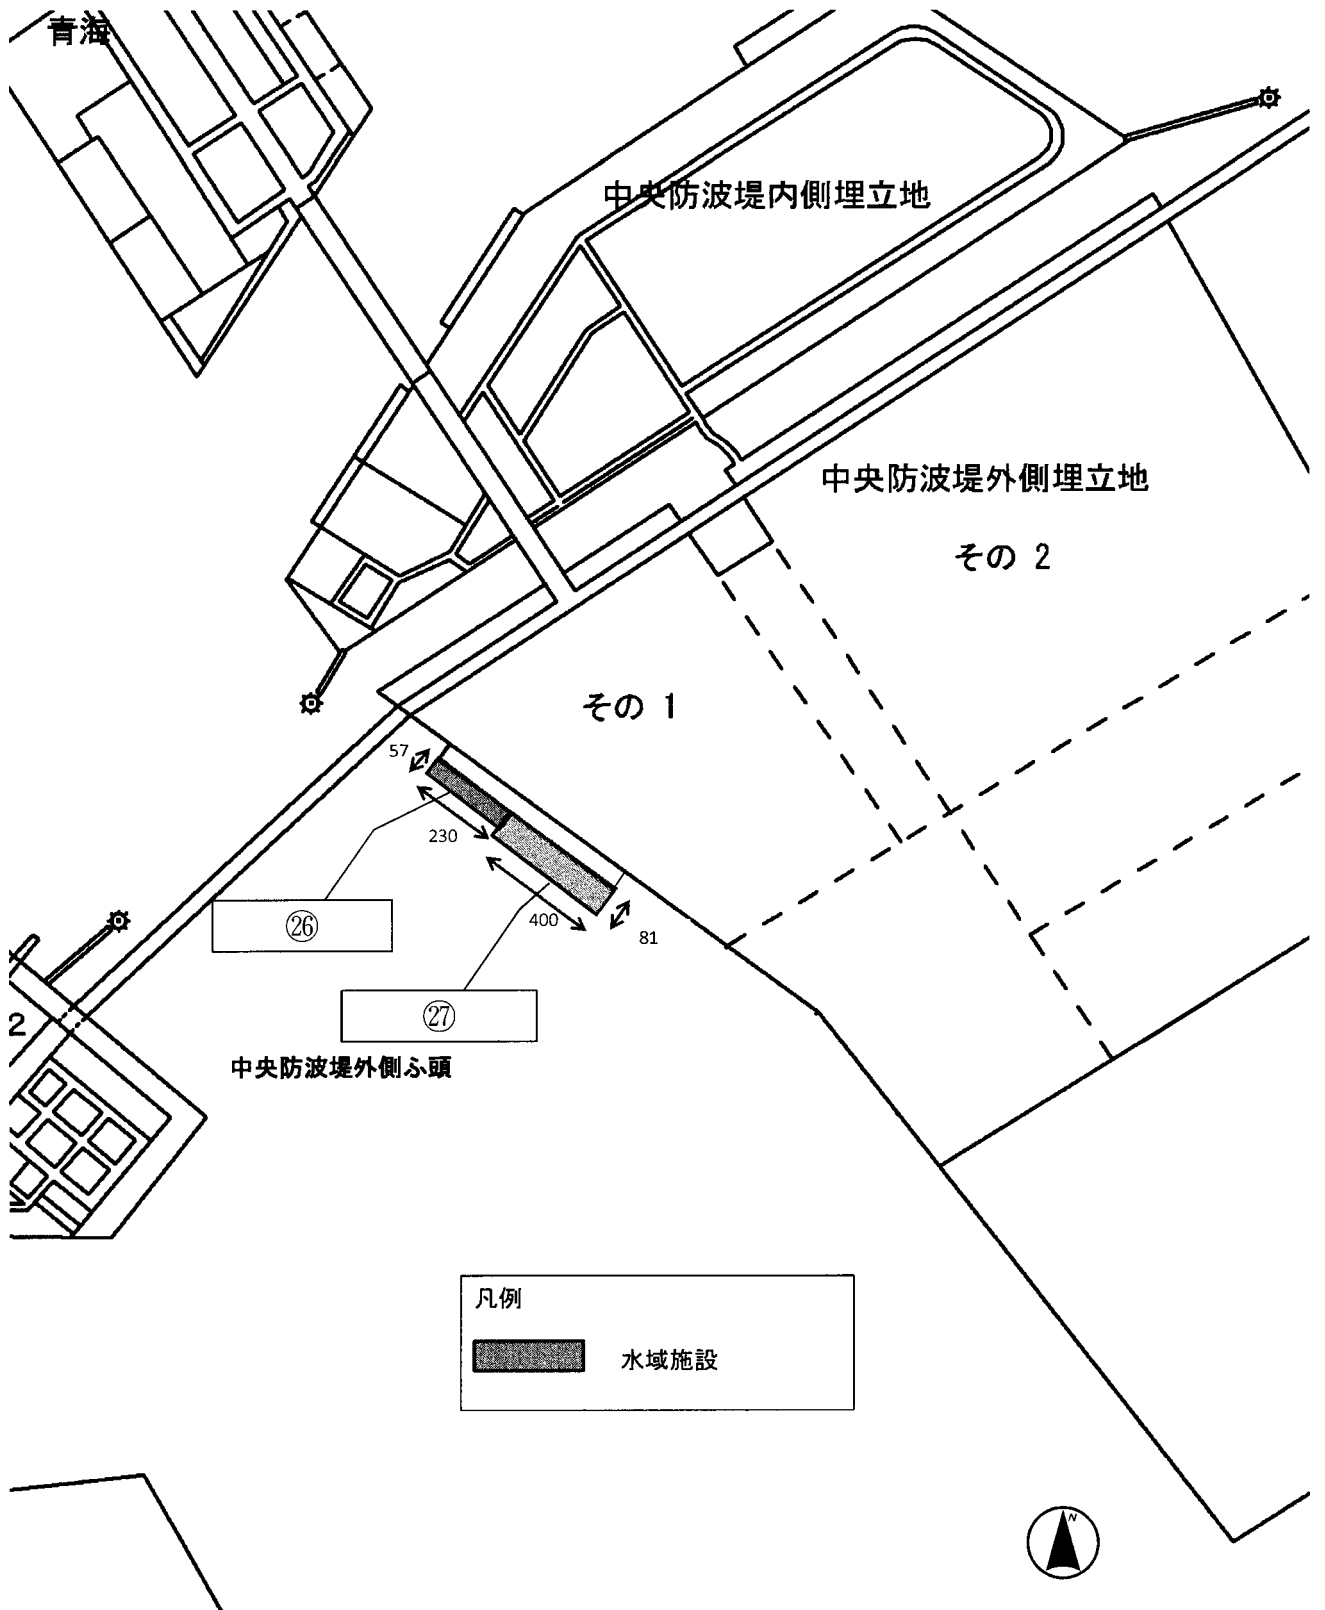 青海
中央防波堤内側埋立地
中央防波堤外側埋立地
その 2
その 1
57
230
400
81
㉖
㉗
2
中央防波堤外側ふ頭
凡例
水域施設
N